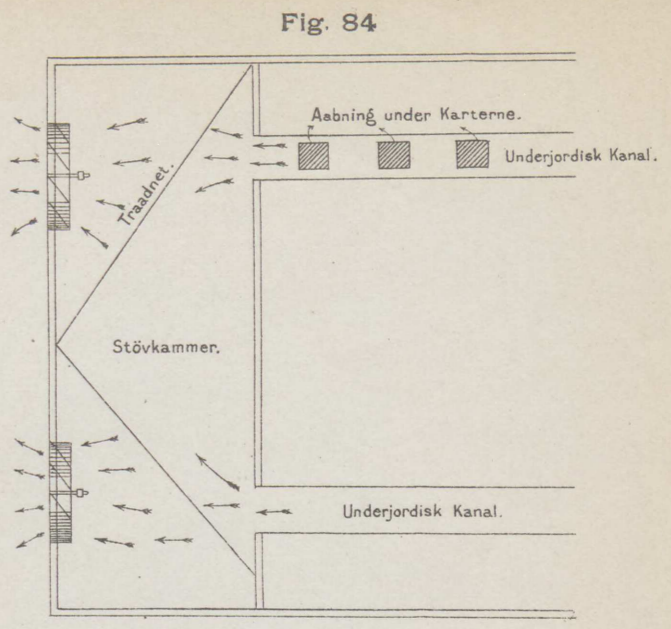 Fig. 84
Aabning under Karterne.
Underjordisk Kanal.
Traadnet.
Stövkammer.
Underjordisk Kanal.